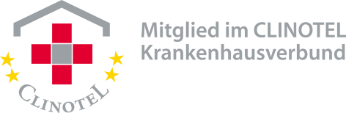 Mitglied im CLINOTEL
Krankenhausverbund
CLINOTEL